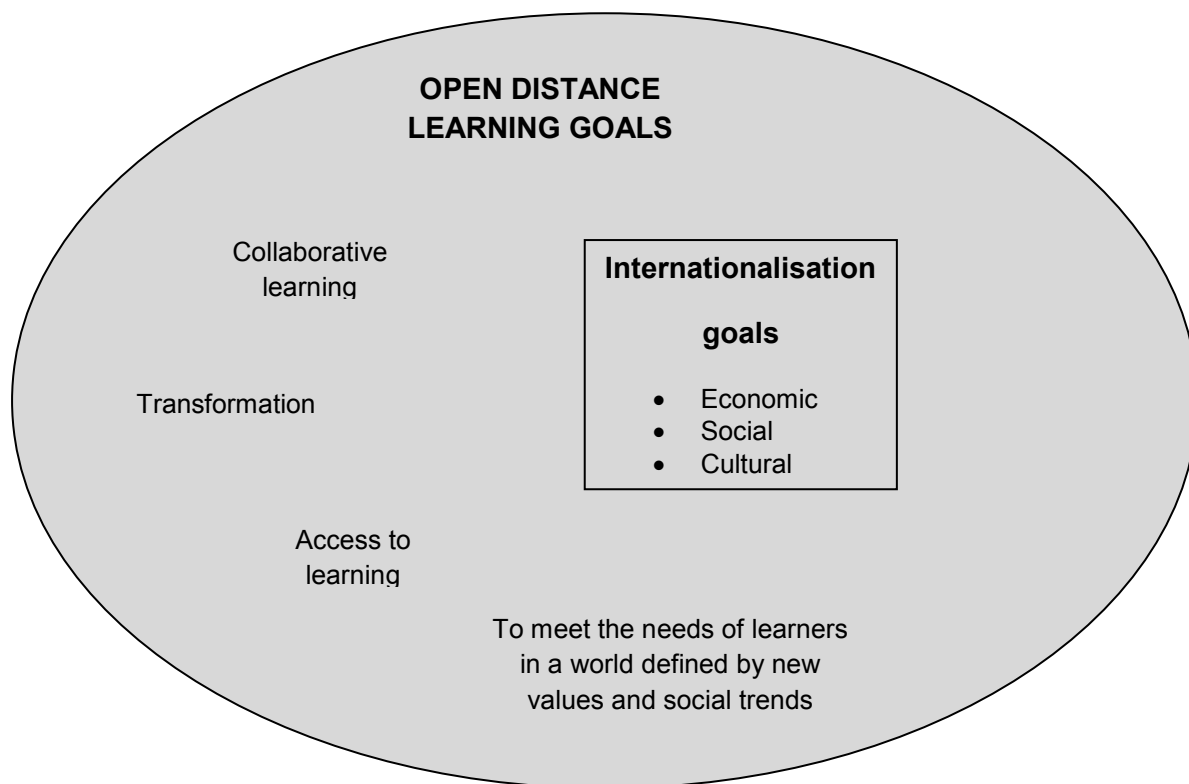 OPEN DISTANCE
LEARNING GOALS
Collaborative
learning
Internationalisation
goals
• Economic
• Social
• Cultural
Transformation
Access to
learning
To meet the needs of learners
in a world defined by new
values and social trends